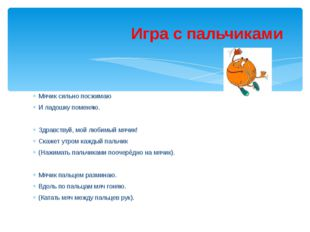 Игра с пальчиками
Мячик сильно посжимаю
И ладошку поменяю.
Здравствуй, мой любимый мячик!
Скажет утром каждый пальчик
(Нажимать пальчиками поочерёдно на мячик).
Мячик пальцем разминаю.
Вдоль по пальцам мяч гоняю.
(Катать мяч между пальцев рук).